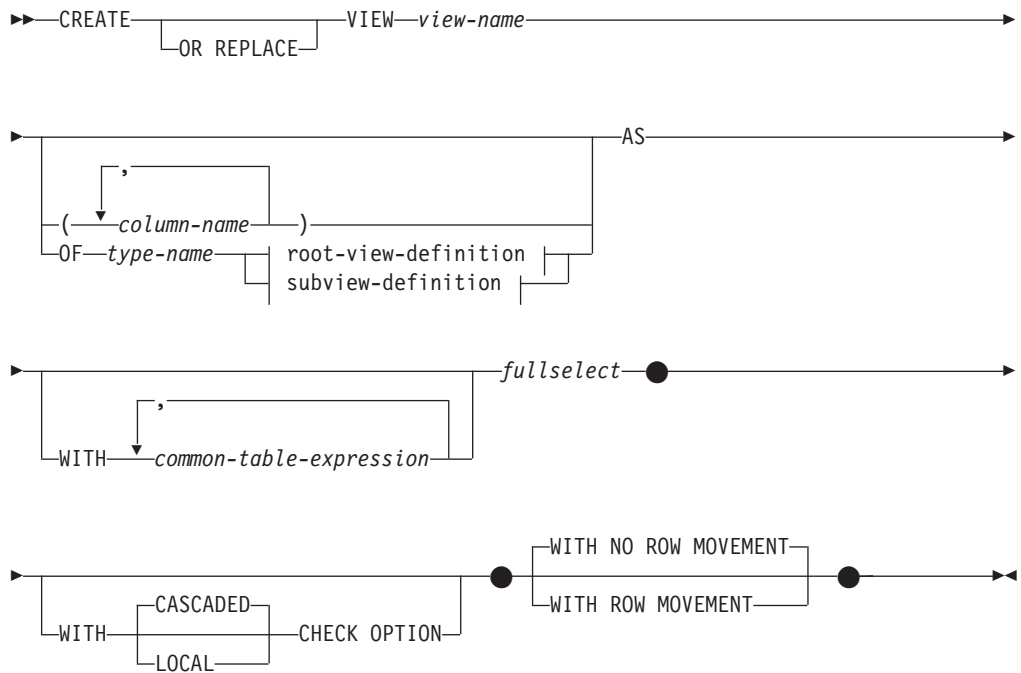 CREATE VIEW view-name
OR REPLACE
AS
,
( column-name )
OF type-name root-view-definition
subview-definition
fullselect
,
WITH common-table-expression
WITH NO ROW MOVEMENT
CASCADED WITH ROW MOVEMENT
WITH CHECK OPTION
LOCAL